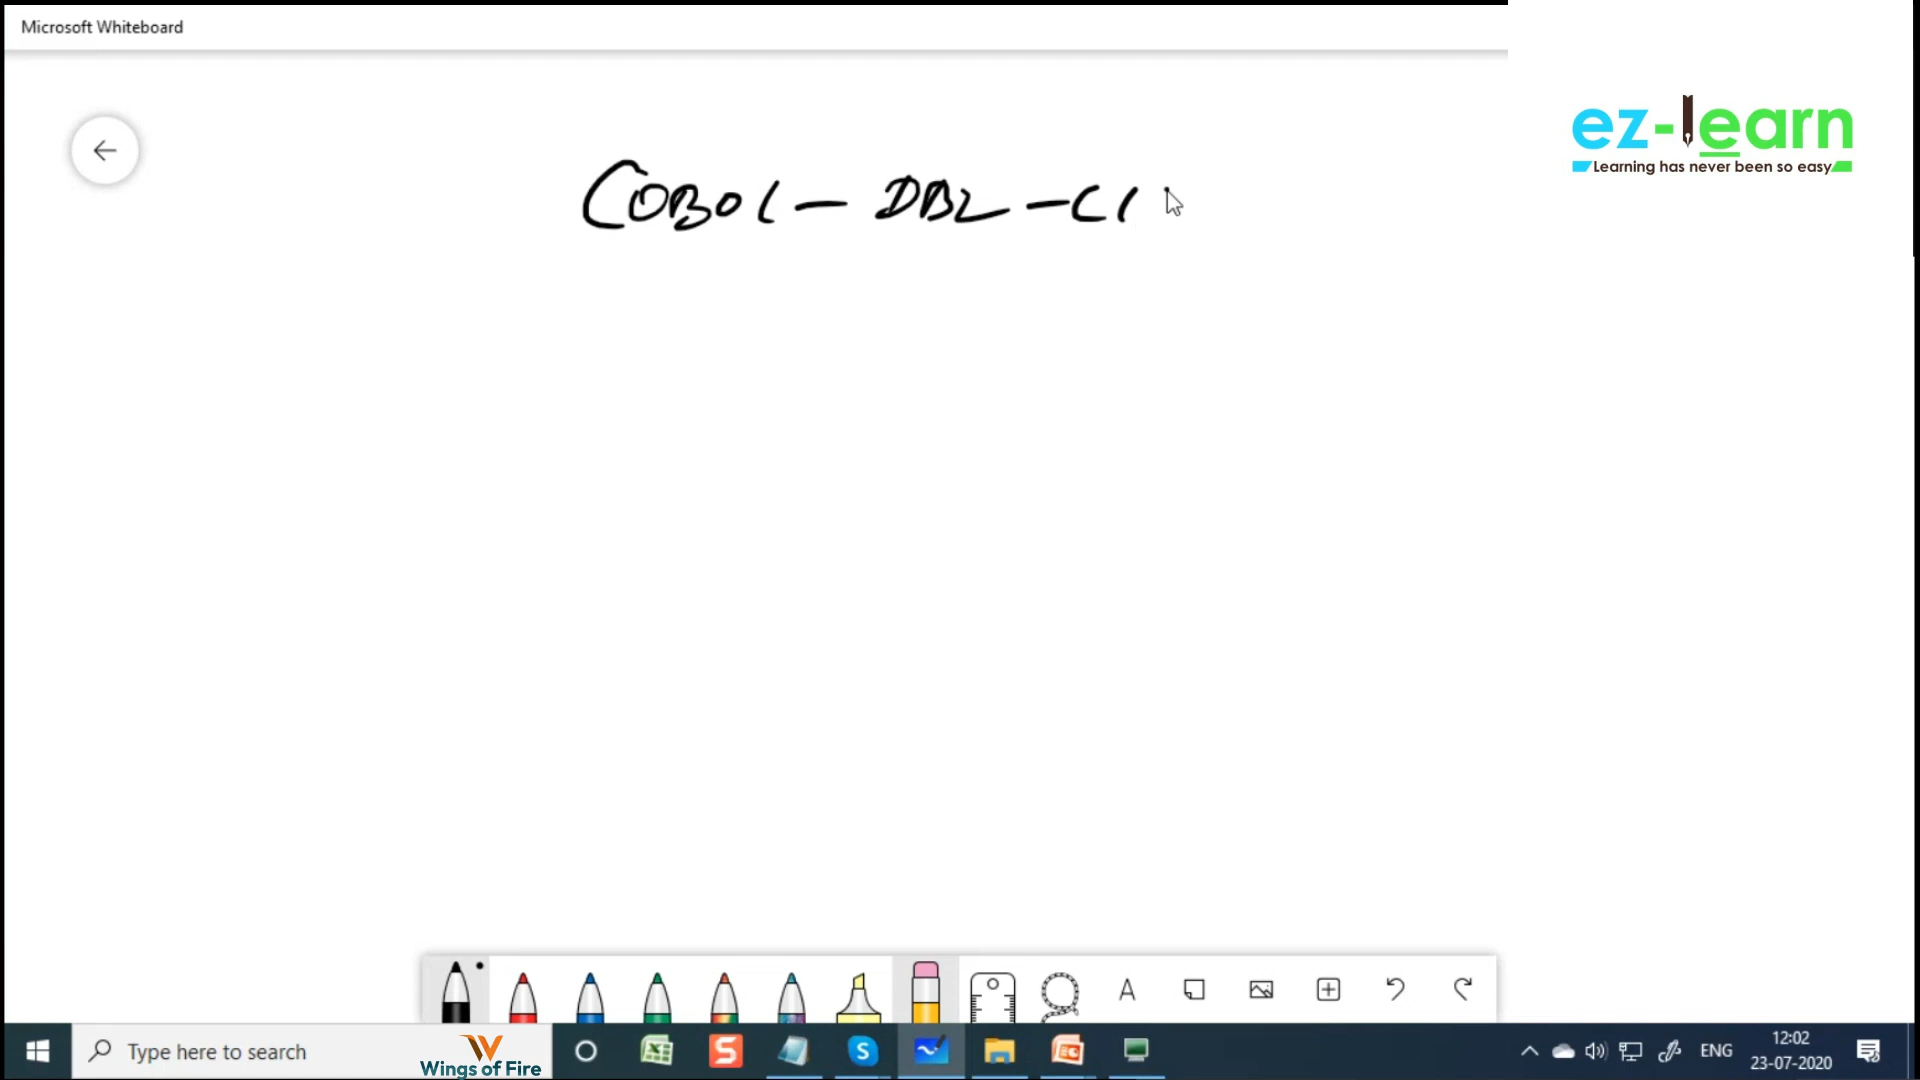 Microsoft Whiteboard
ez-learn
Learning has never been so easy
COBOL - DB2 - CI
A
Type here to search
Wings of Fire
ENG
12:02
23-07-2020